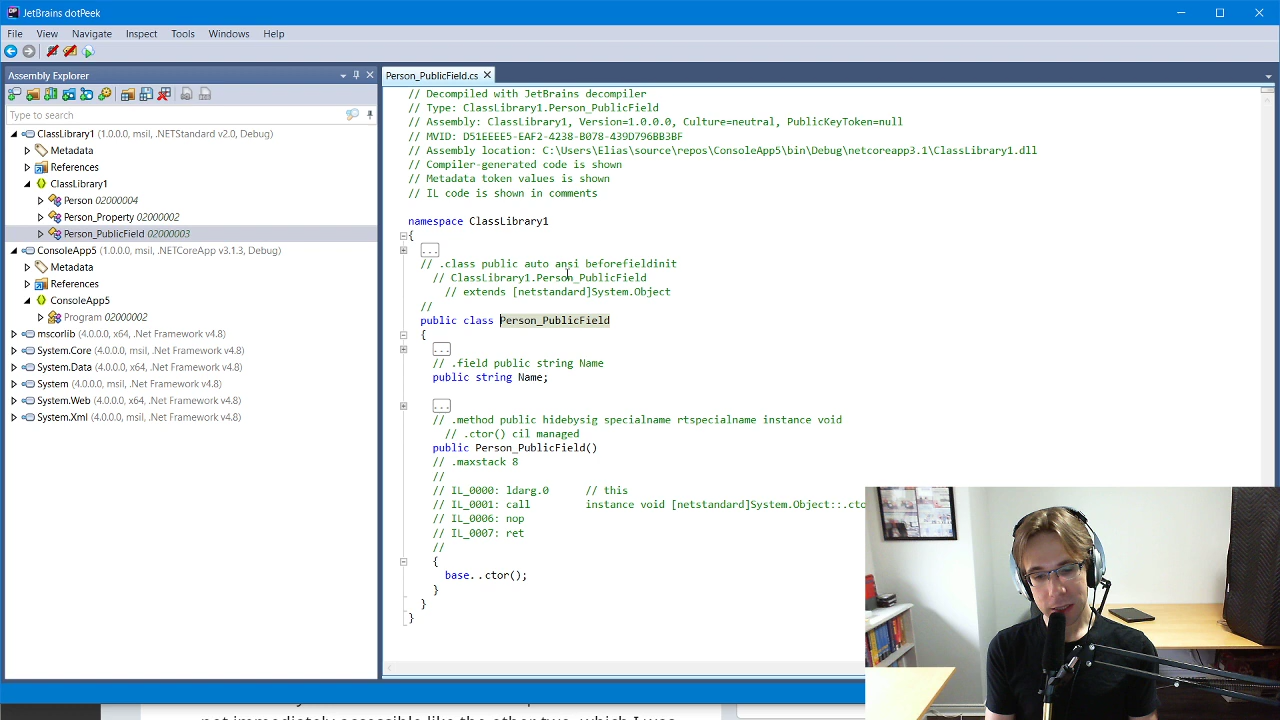 JetBrains dotPeek
File View Navigate Inspect Tools Windows Help
Assembly Explorer
Type to search
ClassLibrary1 (1.0.0.0, msil, .NETStandard v2.0, Debug)
Metadata
References
ClassLibrary1
Person 02000004
Person_Property 02000002
Person_PublicField 02000003
ConsoleApp5 (1.0.0.0, msil, .NETCoreApp v3.1.3, Debug)
Metadata
References
ConsoleApp5
Program 02000002
mscorlib (4.0.0.0, x64, .Net Framework v4.8)
System.Core (4.0.0.0, msil, .Net Framework v4.8)
System.Data (4.0.0.0, x64, .Net Framework v4.8)
System (4.0.0.0, msil, .Net Framework v4.8)
System.Web (4.0.0.0, x64, .Net Framework v4.8)
System.Xml (4.0.0.0, msil, .Net Framework v4.8)
Person_PublicField.cs
// Decompiled with JetBrains decompiler
// Type: ClassLibrary1.Person_PublicField
// Assembly: ClassLibrary1, Version=1.0.0.0, Culture=neutral, PublicKeyToken=null
// MVID: D51EEEE5-EAF2-4238-B078-439D796BB3BF
// Assembly location: C:\Users\Elias\source\repos\ConsoleApp5\bin\Debug\netcoreapp3.1\ClassLibrary1.dll
// Compiler-generated code is shown
// Metadata token values is shown
// IL code is shown in comments
namespace ClassLibrary1
{
...
// .class public auto ansi beforefieldinit
// ClassLibrary1.Person_PublicField
// extends [netstandard]System.Object
//
public class Person_PublicField
{
...
// .field public string Name
public string Name;
...
// .method public hidebysig specialname rtspecialname instance void
// .ctor() cil managed
public Person_PublicField()
// .maxstack 8
//
// IL_0000: ldarg.0 // this
// IL_0001: call instance void [netstandard]System.Object::.cto
// IL_0006: nop
// IL_0007: ret
//
{
base..ctor();
}
}
}